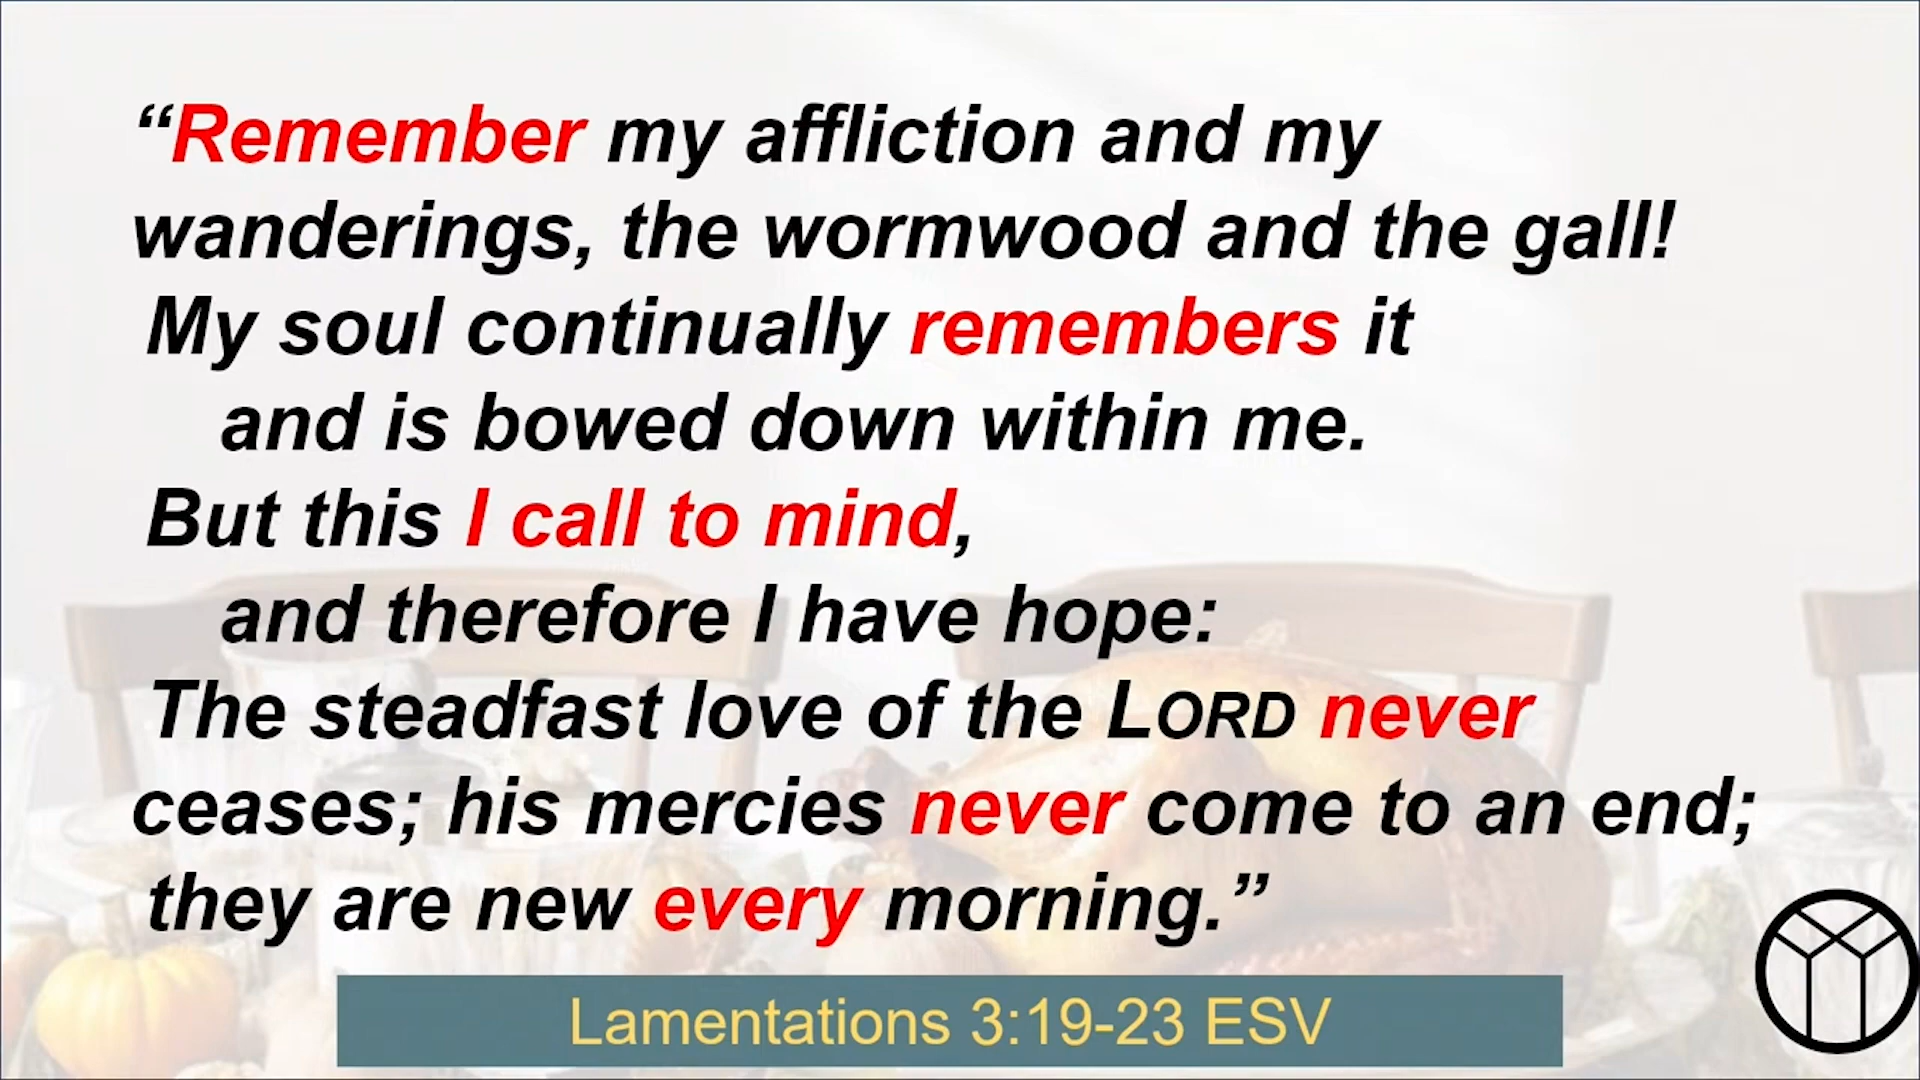 “Remember my affliction and my
wanderings, the wormwood and the gall!
My soul continually remembers it
and is bowed down within me.
But this I call to mind,
and therefore I have hope:
The steadfast love of the LORD never
ceases; his mercies never come to an end;
they are new every morning.”
Lamentations 3:19-23 ESV